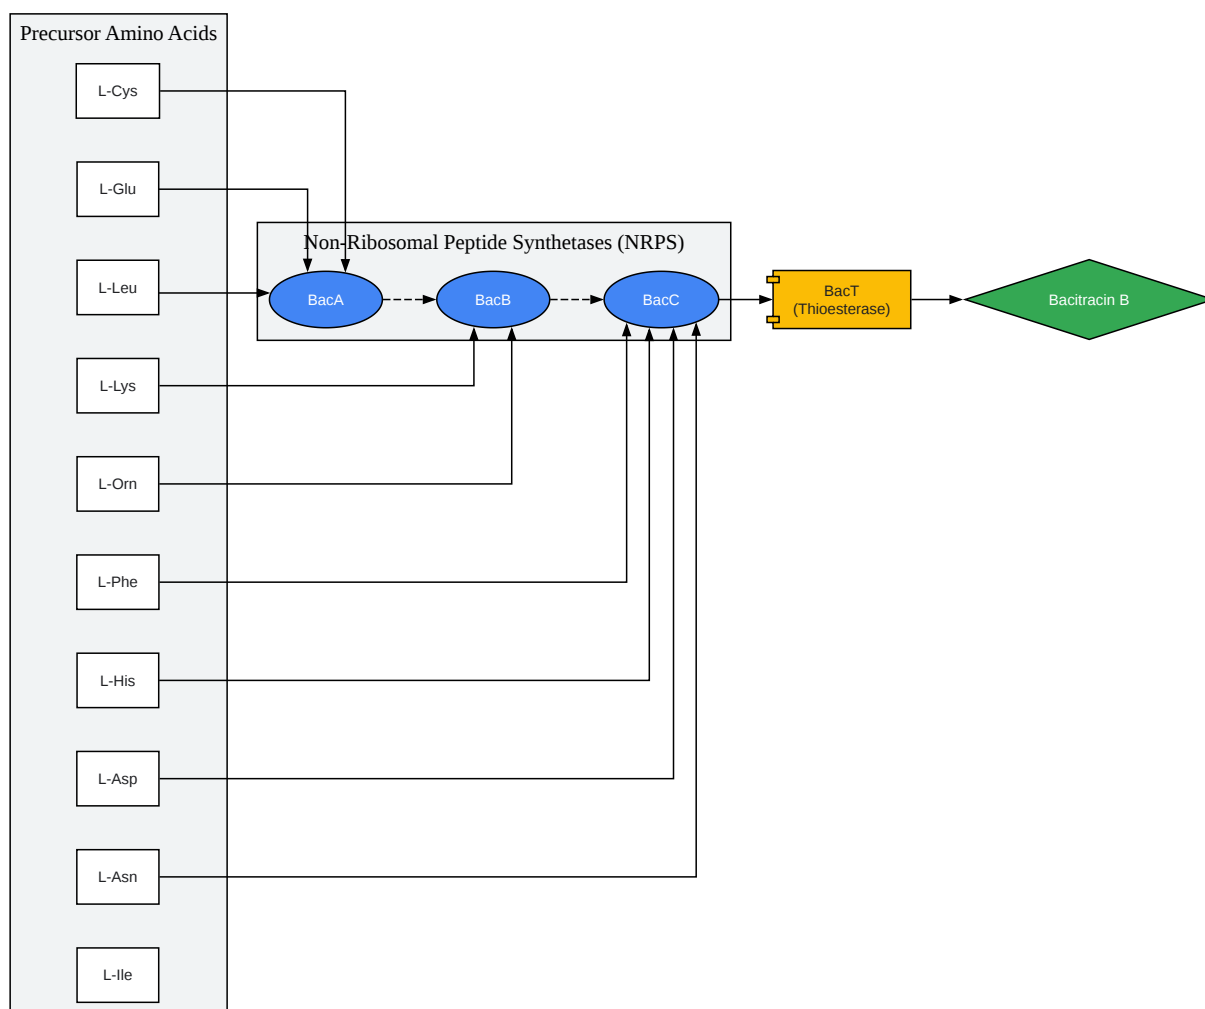 Precursor Amino Acids
L-Cys
L-Glu
L-Leu
L-Lys
L-Orn
L-Phe
L-His
L-Asp
L-Asn
L-Ile
Non-Ribosomal Peptide Synthetases (NRPS)
BacA
BacB
BacC
BacT
(Thioesterase)
Bacitracin B